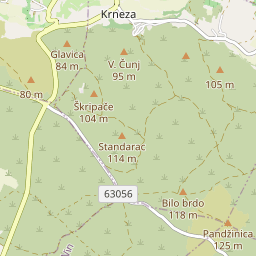 Krneza
Glavica
84 m
V. Čunj
95 m
105 m
80 m
Škripače
104 m
Standarac
114 m
63056
Bilo brdo
118 m
Pandžinica
125 m